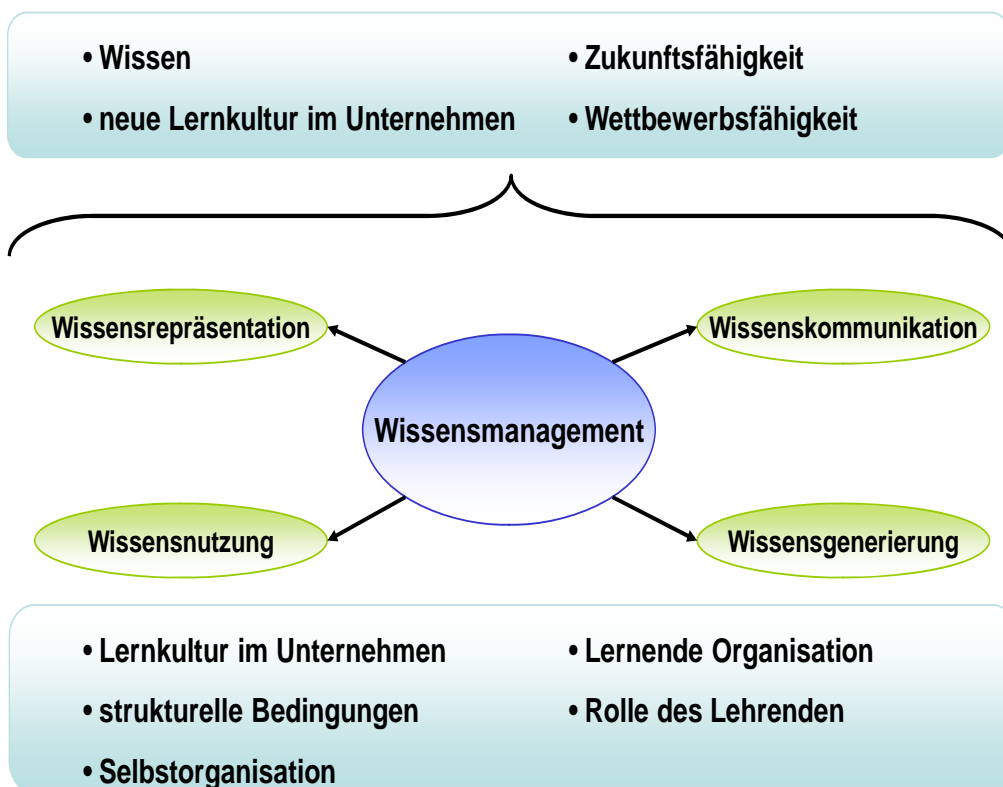 • Wissen
• neue Lernkultur im Unternehmen
• Zukunftsfähigkeit
• Wettbewerbsfähigkeit
Wissensrepräsentation
Wissenskommunikation
Wissensmanagement
Wissensnutzung
Wissensgenerierung
• Lernkultur im Unternehmen
• strukturelle Bedingungen
• Selbstorganisation
• Lernende Organisation
• Rolle des Lehrenden